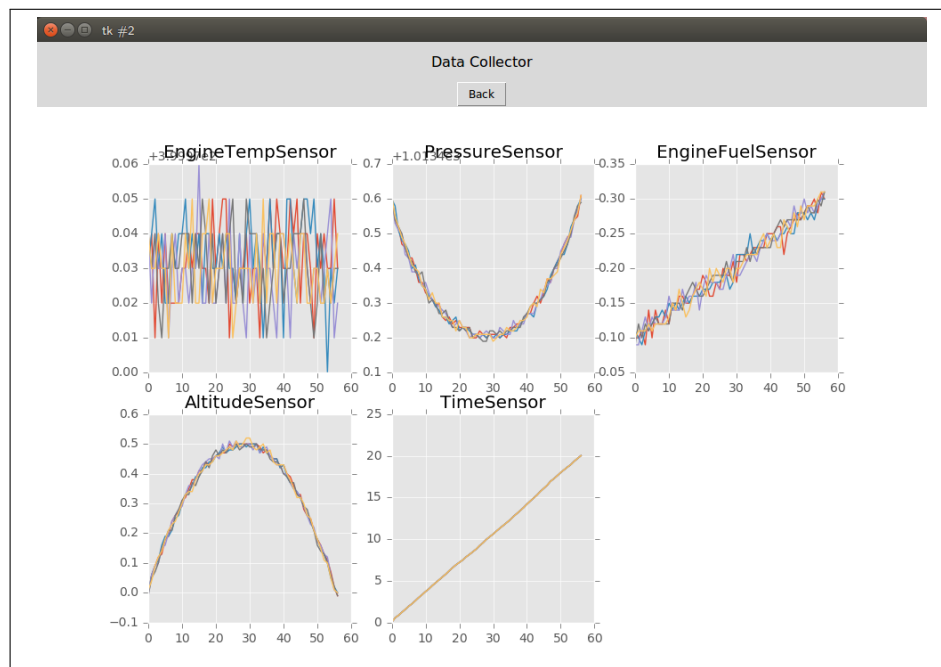 tk #2
Data Collector
Back
EngineTempSensor
0.06
0.05
0.04
0.03
0.02
0.01
0.00
0 10 20 30 40 50 60
+1.0134e3
PressureSensor
0.7
0.6
0.5
0.4
0.3
0.2
0.1
0 10 20 30 40 50 60
EngineFuelSensor
0.35
0.30
0.25
0.20
0.15
0.10
0.05
0 10 20 30 40 50 60
AltitudeSensor
0.6
0.5
0.4
0.3
0.2
0.1
0.0
−0.1
0 10 20 30 40 50 60
TimeSensor
25
20
15
10
5
0
0 10 20 30 40 50 60